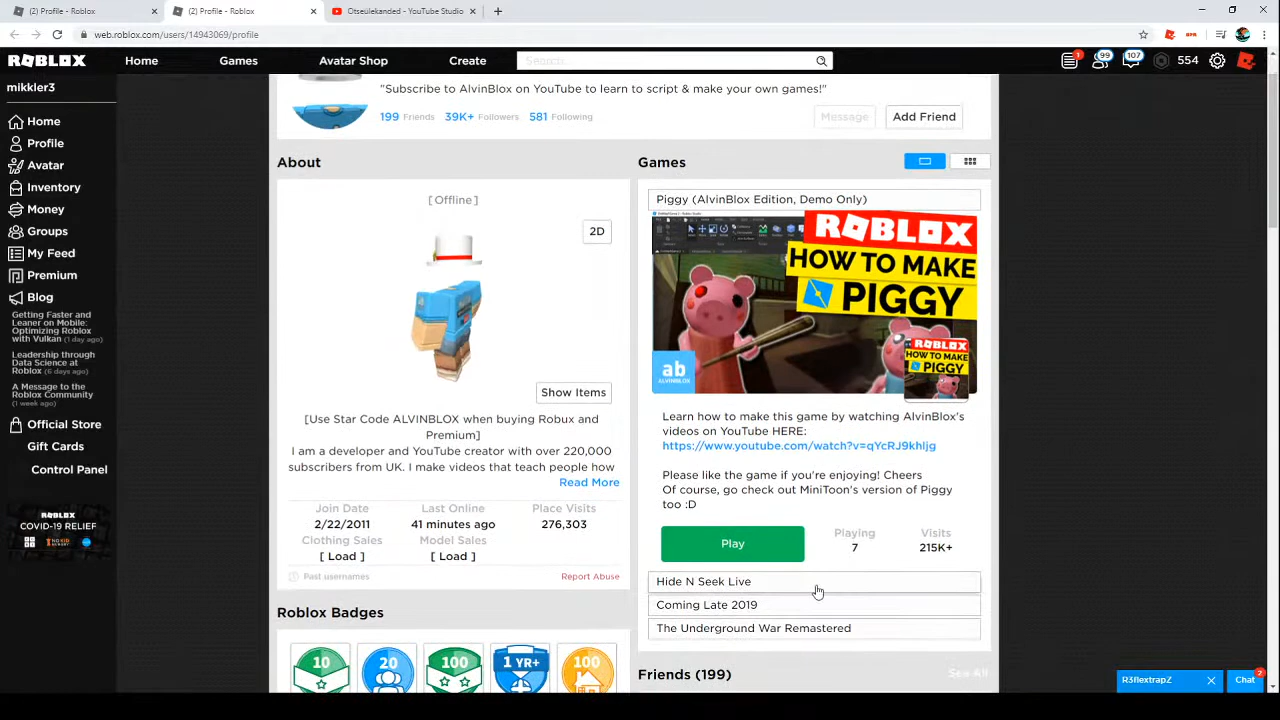 (2) Profile - Roblox
(2) Profile - Roblox
Otseülekanded - YouTube Studio
web.roblox.com/users/14943069/profile
ROBLOX
Home
Games
Avatar Shop
Create
Search...
1
99
107
554
mikkler3
Home
Profile
Avatar
Inventory
Money
Groups
My Feed
Premium
Blog
Getting Faster and
Leaner on Mobile:
Optimizing Roblox
with Vulkan (1 day ago)
Leadership through
Data Science at
Roblox (6 days ago)
A Message to the
Roblox Community
(1 week ago)
Official Store
Gift Cards
Control Panel
ROBLOX
COVID-19 RELIEF
NO KID HUNGRY
"Subscribe to AlvinBlox on YouTube to learn to script & make your own games!"
199 Friends
39K+ Followers
581 Following
Message
Add Friend
About
[Offline]
2D
Show Items
[Use Star Code ALVINBLOX when buying Robux and
Premium]
I am a developer and YouTube creator with over 220,000
subscribers from UK. I make videos that teach people how
Read More
Join Date
2/22/2011
Last Online
41 minutes ago
Place Visits
276,303
Clothing Sales
[ Load ]
Model Sales
[ Load ]
Past usernames
Report Abuse
Roblox Badges
10
20
100
1 YR+
100
Games
Piggy (AlvinBlox Edition, Demo Only)
ROBLOX
HOW TO MAKE
PIGGY
ab
ALVINBLOX
ROBLOX
HOW TO MAKE
PIGGY
Learn how to make this game by watching AlvinBlox's
videos on YouTube HERE:
https://www.youtube.com/watch?v=qYcRJ9khIjg
Please like the game if you're enjoying! Cheers
Of course, go check out MiniToon's version of Piggy
too :D
Play
Playing
7
Visits
215K+
Hide N Seek Live
Coming Late 2019
The Underground War Remastered
Friends (199)
See All
R3flextrapZ
Chat
2